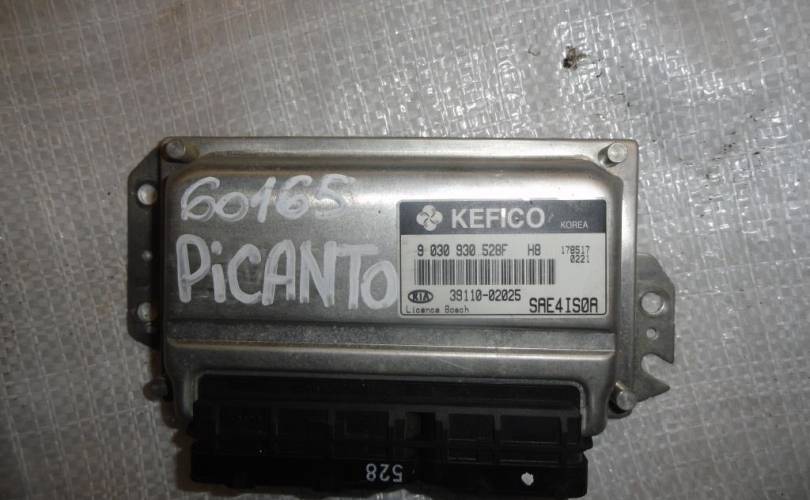 60165
PiCANTO
KEFICO
KOREA
9 030 930 528F H8
178517
0221
KIA 39110-02025
Licence Bosch SAE4IS0A
528